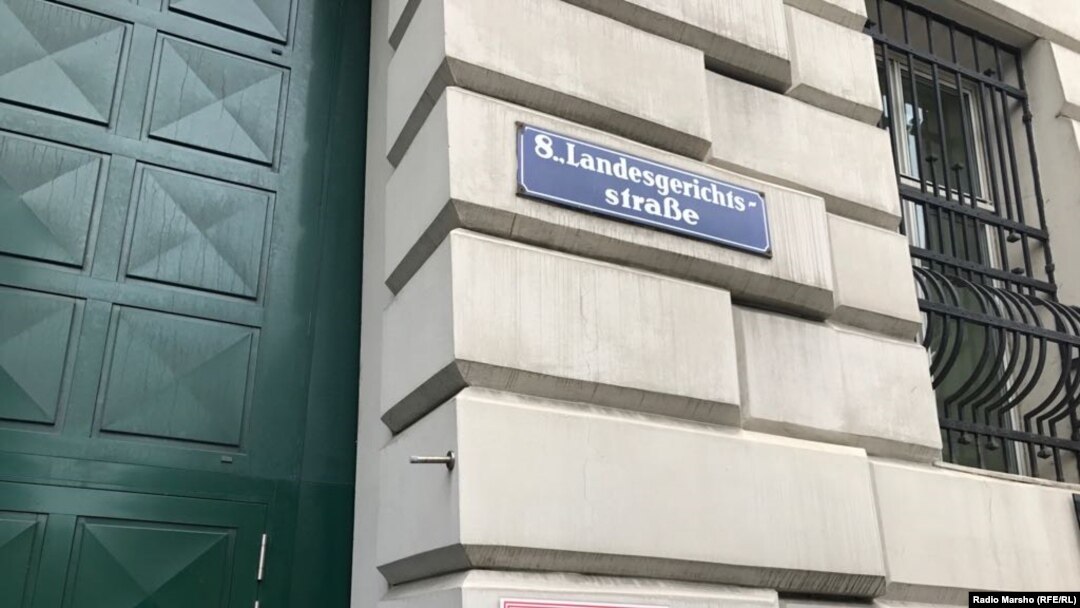 8., Landesgerichts-
straße
Radio Marsho (RFE/RL)